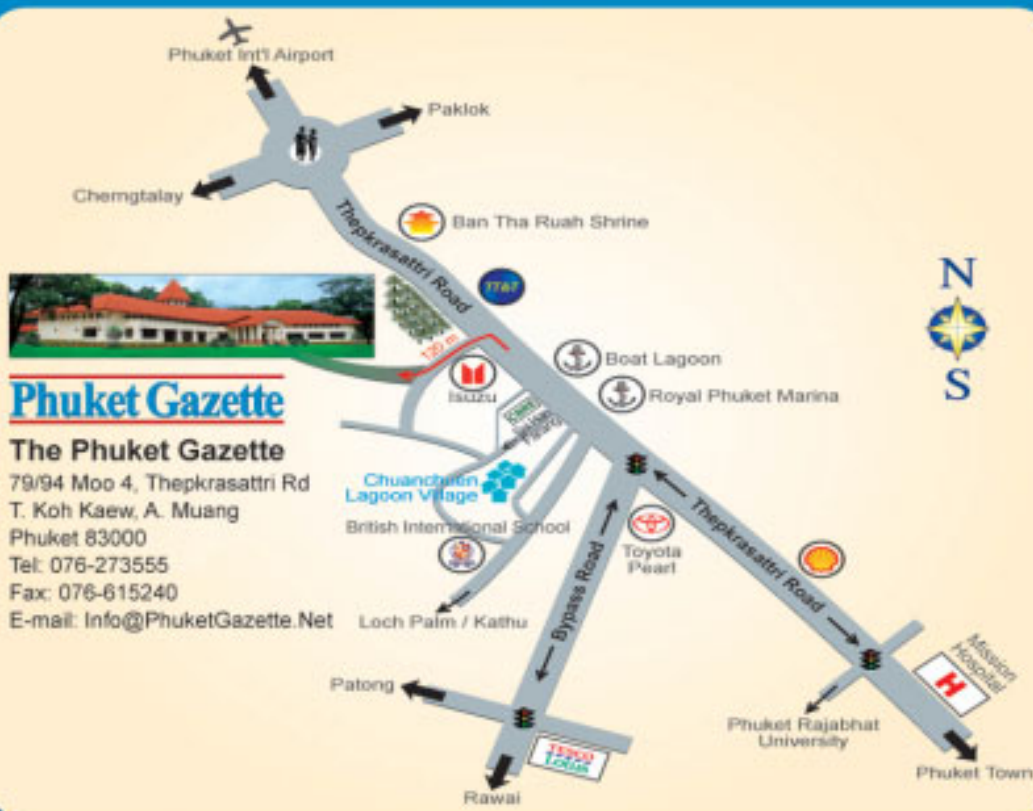 Phuket Int'l Airport
Paklok
Cherngtalay
Thepkrasattri Road
Ban Tha Ruah Shrine
7767
N
S
120 m
Boat Lagoon
Isuzu
Royal Phuket Marina
Phuket Gazette
The Phuket Gazette
79/94 Moo 4, Thepkrasattri Rd
T. Koh Kaew, A. Muang
Phuket 83000
Tel: 076-273555
Fax: 076-615240
E-mail: Info@PhuketGazette.Net
Chuanchuen
Lagoon Village
British International School
Loch Palm / Kathu
Toyota
Pearl
Bypass Road
Thepkrasattri Road
Mission
Hospital
H
Patong
TESCO
Lotus
Rawai
Phuket Rajabhat
University
Phuket Town